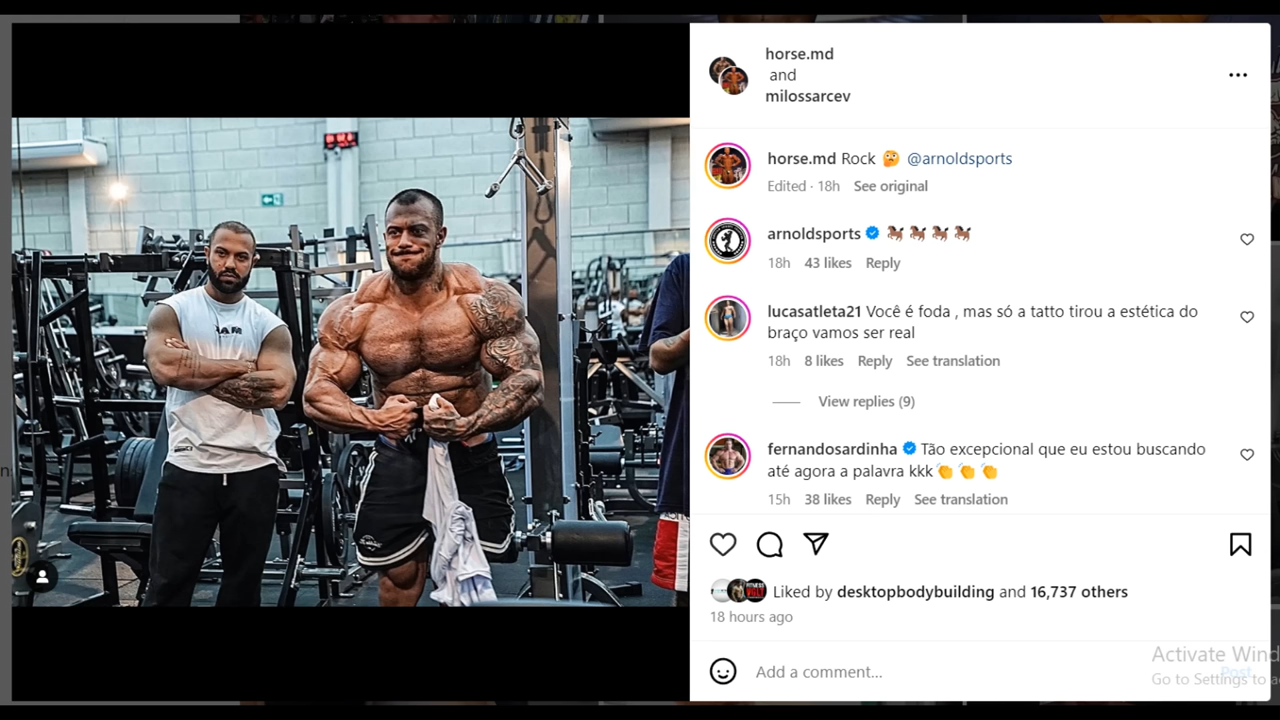 horse.md
and
milossarcev
horse.md Rock 🫤 @arnoldsports
Edited · 18h See original
arnoldsports 🐎 🐎 🐎 🐎
18h 43 likes Reply
lucasatleta21 Você é foda , mas só a tatto tirou a estética do
braço vamos ser real
18h 8 likes Reply See translation
View replies (9)
fernandosardinha Tão excepcional que eu estou buscando
até agora a palavra kkk 👏 👏 👏
15h 38 likes Reply See translation
Liked by desktopbodybuilding and 16,737 others
18 hours ago
Add a comment...
Post
Activate Wind
Go to Settings to a